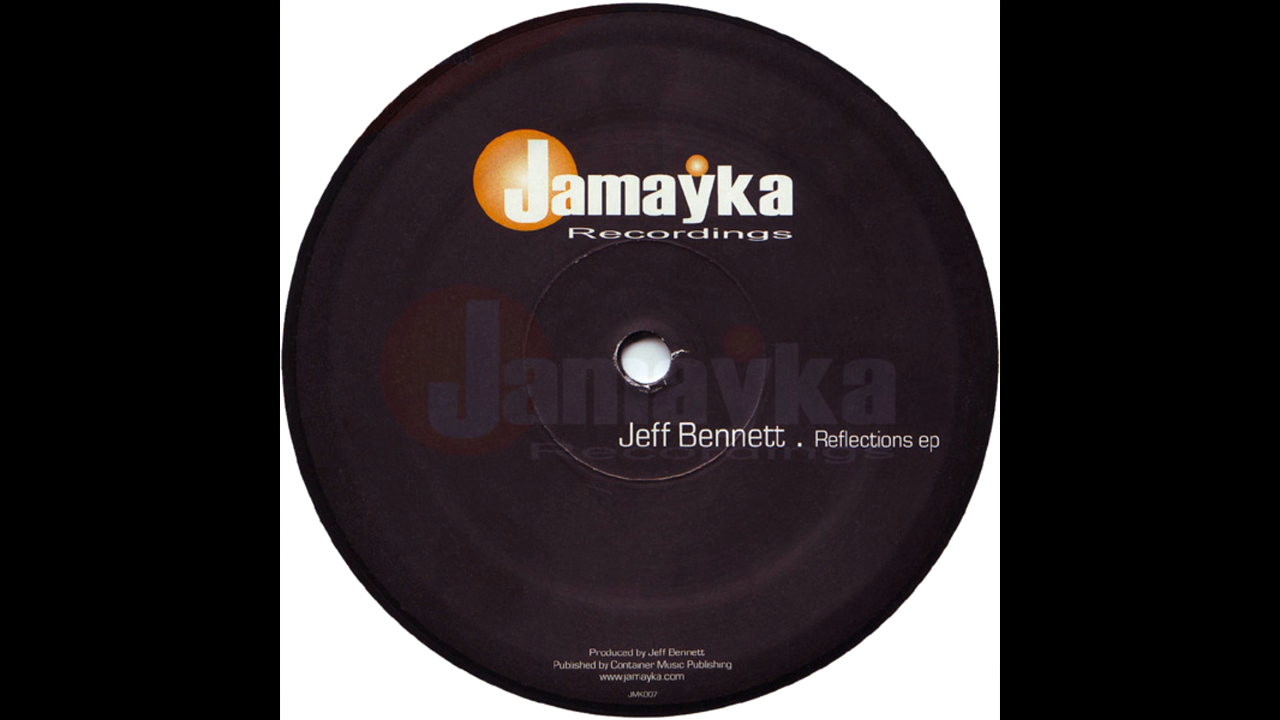 Jamayka
Recordings
Jamayka
Recordings
Jeff Bennett . Reflections ep
Produced by Jeff Bennett
Published by Container Music Publishing
www.jamayka.com
JMK007